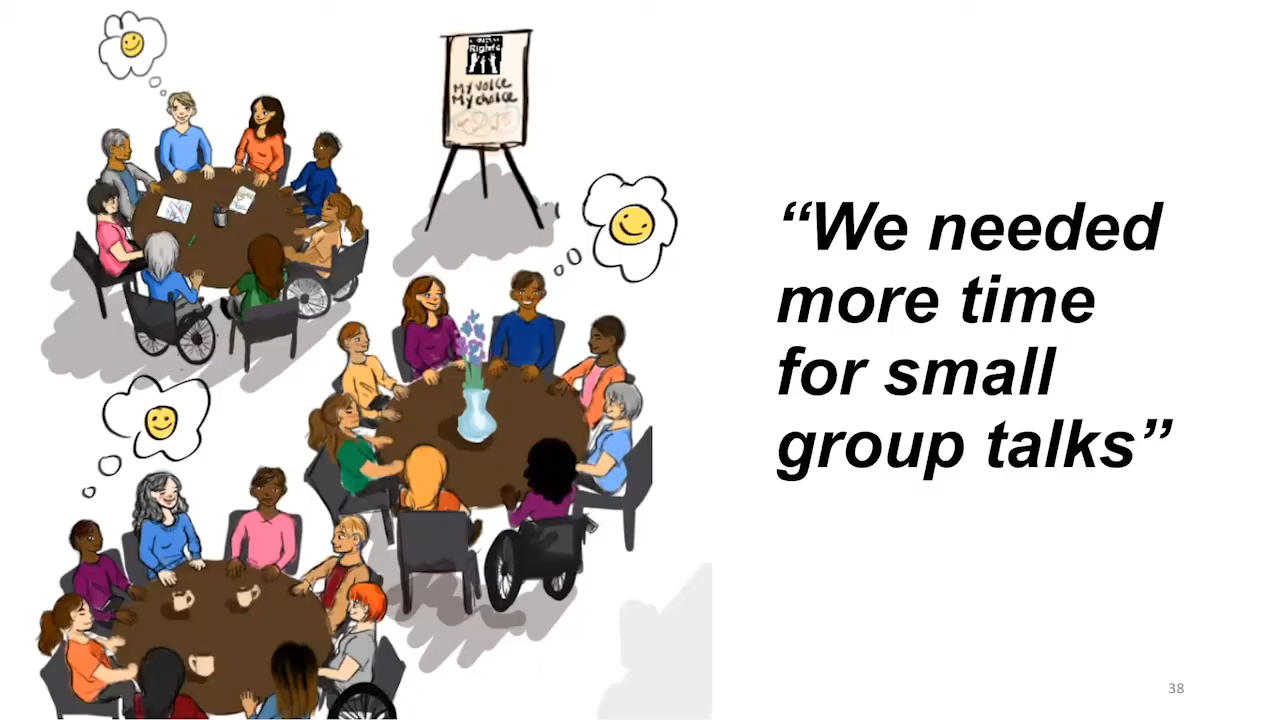 Rights
My voice
My choice
“We needed
more time
for small
group talks”
38